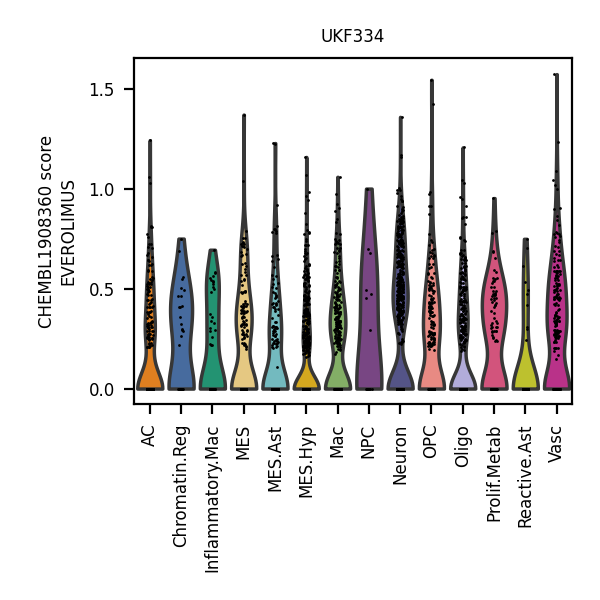 UKF334
CHEMBL1908360 score
EVEROLIMUS
1.5
1.0
0.5
0.0
AC
Chromatin.Reg
Inflammatory.Mac
MES
MES.Ast
MES.Hyp
Mac
NPC
Neuron
OPC
Oligo
Prolif.Metab
Reactive.Ast
Vasc